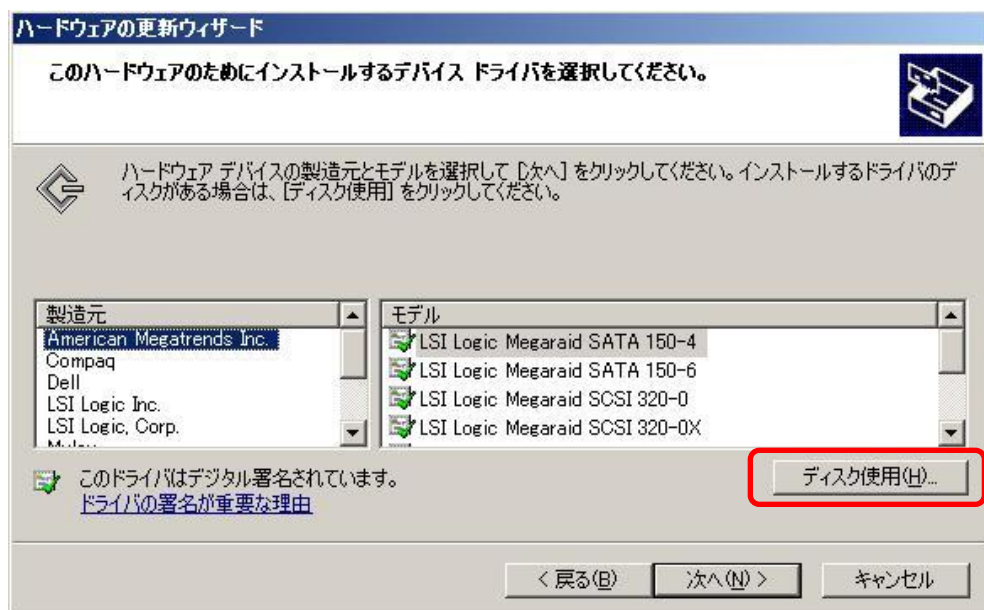 ハードウェアの更新ウィザード
このハードウェアのためにインストールするデバイス ドライバを選択してください。
ハードウェア デバイスの製造元とモデルを選択して [次へ] をクリックしてください。インストールするドライバのデ
ィスクがある場合は、[ディスク使用] をクリックしてください。
製造元
American Megatrends Inc.
Compaq
Dell
LSI Logic Inc.
LSI Logic, Corp.
モデル
LSI Logic Megaraid SATA 150-4
LSI Logic Megaraid SATA 150-6
LSI Logic Megaraid SCSI 320-0
LSI Logic Megaraid SCSI 320-0X
このドライバはデジタル署名されています。
ドライバの署名が重要な理由
ディスク使用(H)...
< 戻る(B)
次へ(N) >
キャンセル